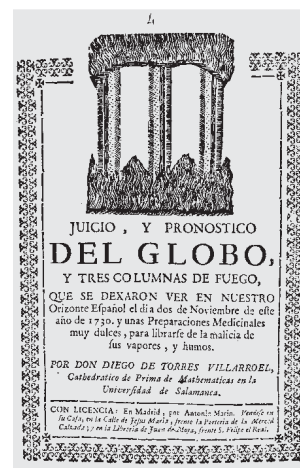 4
JUICIO, Y PRONOSTICO
DEL GLOBO,
Y TRES COLUMNAS DE FUEGO,
QUE SE DEXARON VER EN NUESTRO
Orizonte Español el dia dos de Noviembre de este
año de 1730. y unas Preparaciones Medicinales
muy dulces, para librarse de la malicia de
sus vapores, y humos.
POR DON DIEGO DE TORRES VILLARROEL,
Cathedratico de Prima de Mathematicas en la
Universidad de Salamanca.
CON LICENCIA: En Madrid, por Antonio Marin. Vendese en
su Casa, en la Calle de Jesus Maria, frente la Porteria de la Merced
Calzada; y en la Libreria de Juan de Moya, frente S. Felipe el Real.